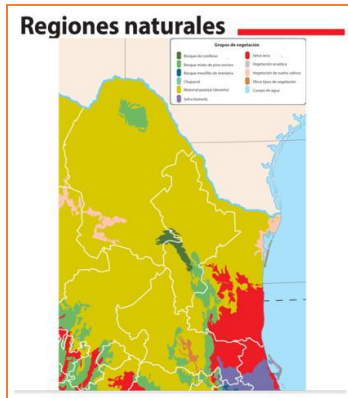 Regiones naturales
Grupos de vegetación
Bosque de coníferas
Bosque mixto de pino encino
Bosque mesófilo de montaña
Chaparral
Matorral-pastizal (desierto)
Selva húmeda
Selva seca
Vegetación acuática
Vegetación de suelos salinos
Otros tipos de vegetación
Cuerpo de agua